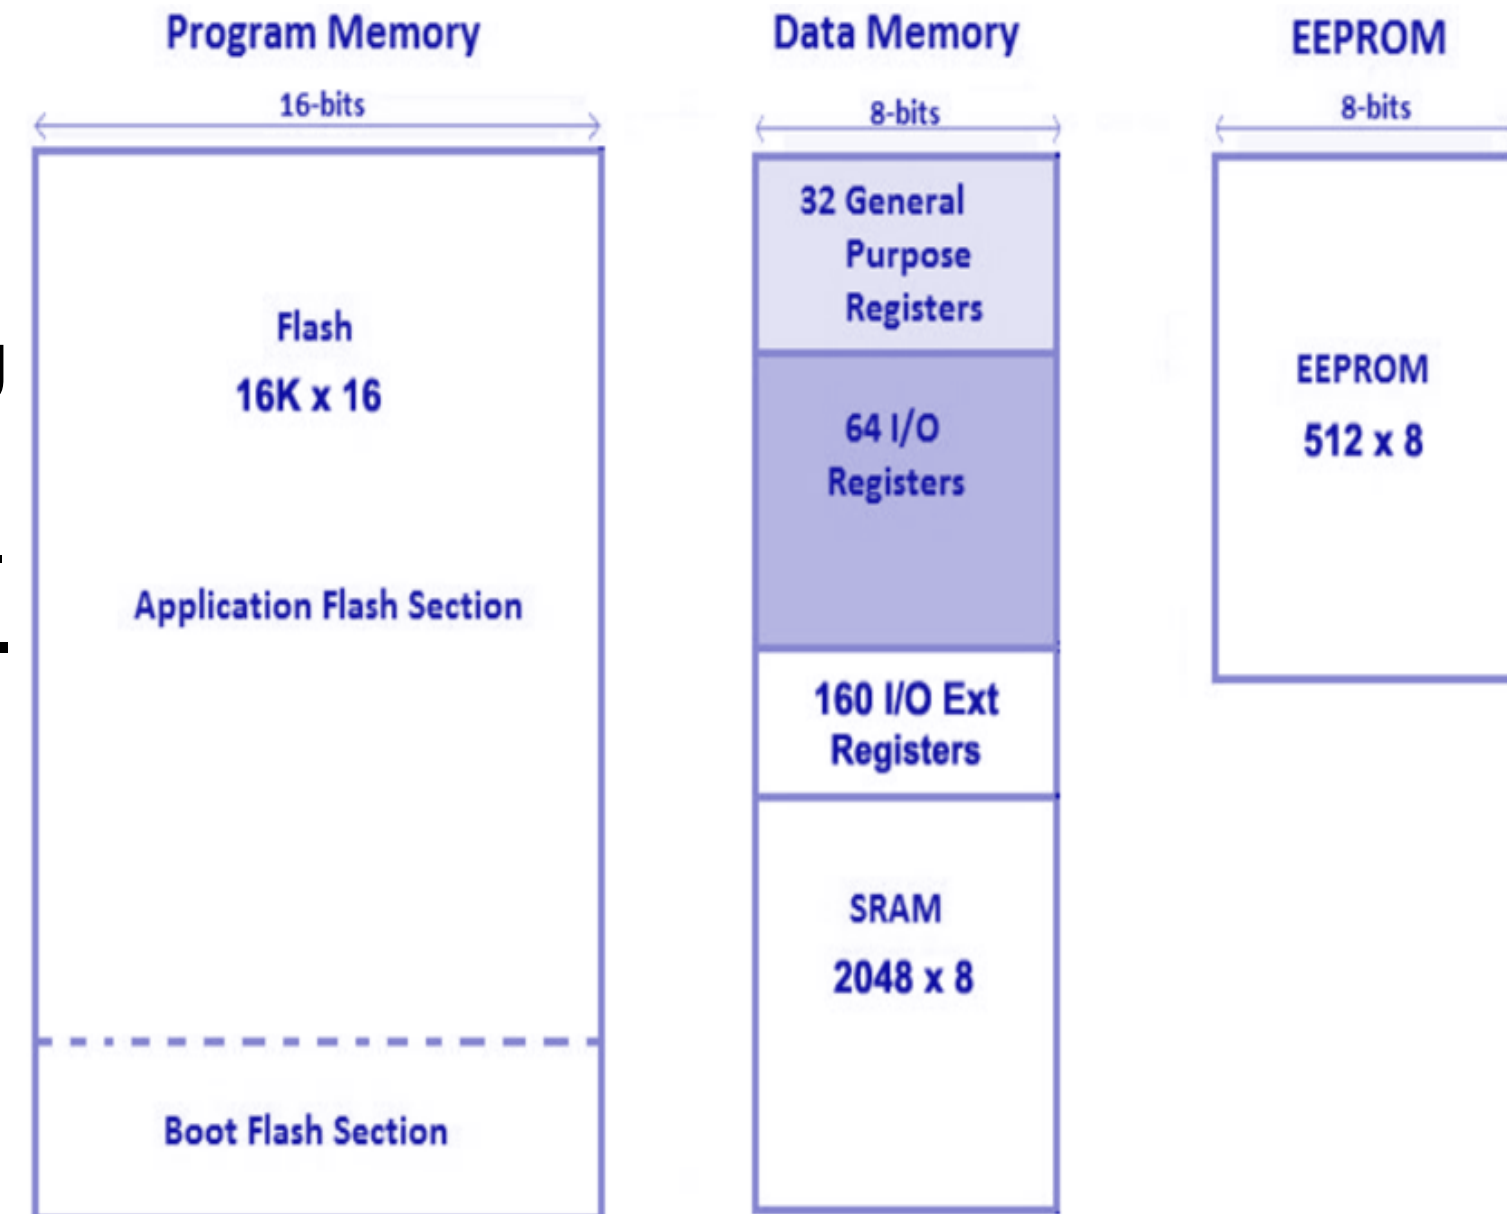 Program Memory
16-bits
Flash
16K x 16
Application Flash Section
Boot Flash Section
Data Memory
8-bits
32 General
Purpose
Registers
64 I/O
Registers
160 I/O Ext
Registers
SRAM
2048 x 8
EEPROM
8-bits
EEPROM
512 x 8